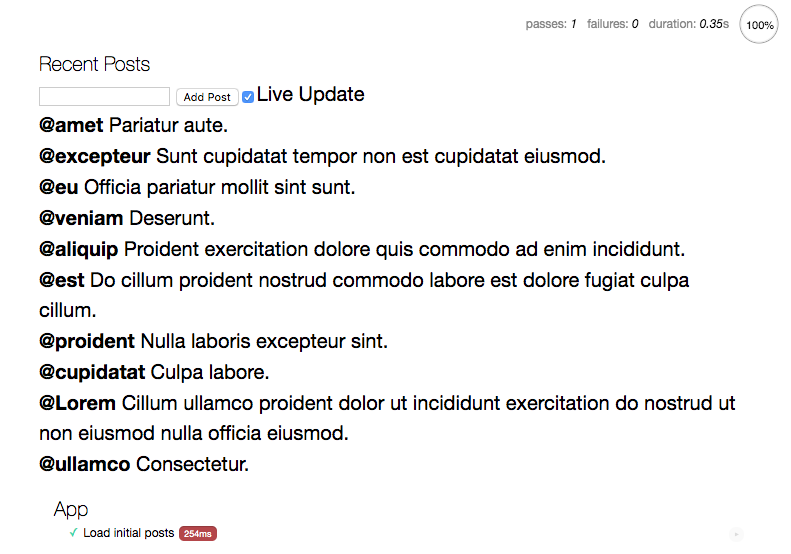 passes: 1 failures: 0 duration: 0.35s 100%
Recent Posts
Add Post Live Update
@amet Pariatur aute.
@excepteur Sunt cupidatat tempor non est cupidatat eiusmod.
@eu Officia pariatur mollit sint sunt.
@veniam Deserunt.
@aliquip Proident exercitation dolore quis commodo ad enim incididunt.
@est Do cillum proident nostrud commodo labore est dolore fugiat culpa
cillum.
@proident Nulla laboris excepteur sint.
@cupidatat Culpa labore.
@Lorem Cillum ullamco proident dolor ut incididunt exercitation do nostrud ut
non eiusmod nulla officia eiusmod.
@ullamco Consectetur.
App
✓ Load initial posts 254ms